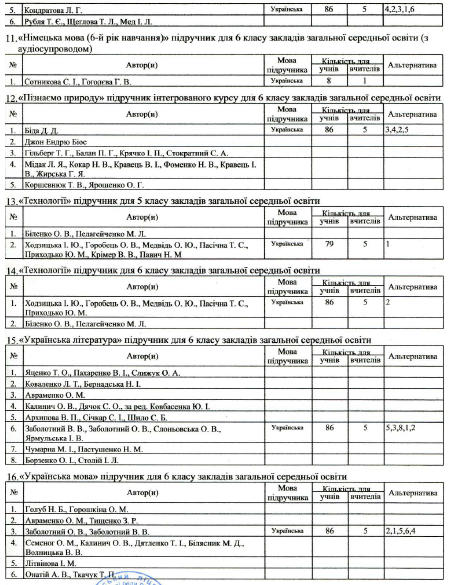 5. Кондратова Л. Г. Українська 86 5 4,2,3,1,6
6. Рубля Т. Є., Щеглова Т. Л., Мед І. Л.
11. «Німецька мова (6-й рік навчання)» підручник для 6 класу закладів загальної середньої освіти (з
аудіосупроводом)
№ Автор(и) Мова підручника Кількість для учнів вчителів Альтернатива
1. Сотникова С. І., Гогодєва Г. В. Українська 8 1
12. «Пізнаємо природу» підручник інтегрованого курсу для 6 класу закладів загальної середньої освіти
№ Автор(и) Мова підручника Кількість для учнів вчителів Альтернатива
1. Біда Д. Д. Українська 86 5 3,4,2,5
2. Джон Ендрю Біос
3. Гільберг Т. Г., Балан П. Г., Крячко І. П., Стократний С. А.
4. Мідак Л. Я., Кокар Н. В., Кравець В. І., Фоменко Н. В., Кравець І.
В., Жирська Г. Я.
5. Коршевнюк Т. В., Ярошенко О. Г.
13. «Технології» підручник для 5 класу закладів загальної середньої освіти
№ Автор(и) Мова підручника Кількість для учнів вчителів Альтернатива
1. Біленко О. В., Пелагейченко М. Л.
2. Ходзицька І. Ю., Горобець О. В., Медвідь О. Ю., Пасічна Т. С.,
Приходько Ю. М., Крімер В. В., Павич Н. М Українська 79 5 1
14. «Технології» підручник для 6 класу закладів загальної середньої освіти
№ Автор(и) Мова підручника Кількість для учнів вчителів Альтернатива
1. Ходзицька І. Ю., Горобець О. В., Медвідь О. Ю., Пасічна Т. С.,
Приходько Ю. М. Українська 86 5 2
2. Біленко О. В., Пелагейченко М. Л.
15. «Українська література» підручник для 6 класу закладів загальної середньої освіти
№ Автор(и) Мова підручника Кількість для учнів вчителів Альтернатива
1. Яценко Т. О., Пахаренко В. І., Слижук О. А.
2. Коваленко Л. Т., Бернадська Н. І.
3. Авраменко О. М.
4. Калинич О. В., Дячок С. О., за ред. Ковбасенка Ю. І.
5. Архипова В. П., Січкар С. І., Шило С. Б.
6. Заболотний В. В., Заболотний О. В., Слоньовська О. В.,
Ярмульська І. В. Українська 86 5 5,3,8,1,2
7. Чумарна М. І., Пастушенко Н. М.
8. Борзенко О. І., Столій І. Л.
16. «Українська мова» підручник для 6 класу закладів загальної середньої освіти
№ Автор(и) Мова підручника Кількість для учнів вчителів Альтернатива
1. Голуб Н. Б., Горошкіна О. М.
2. Авраменко О. М., Тищенко З. Р.
3. Заболотний О. В., Заболотний В. В. Українська 86 5 2,1,5,6,4
4. Семеног О. М., Калинич О. В., Дятленко Т. І., Білясник М. Д.,
Волницька В. В.
5. Літвінова І. М.
6. Онатій А. В., Ткачук Т. П.